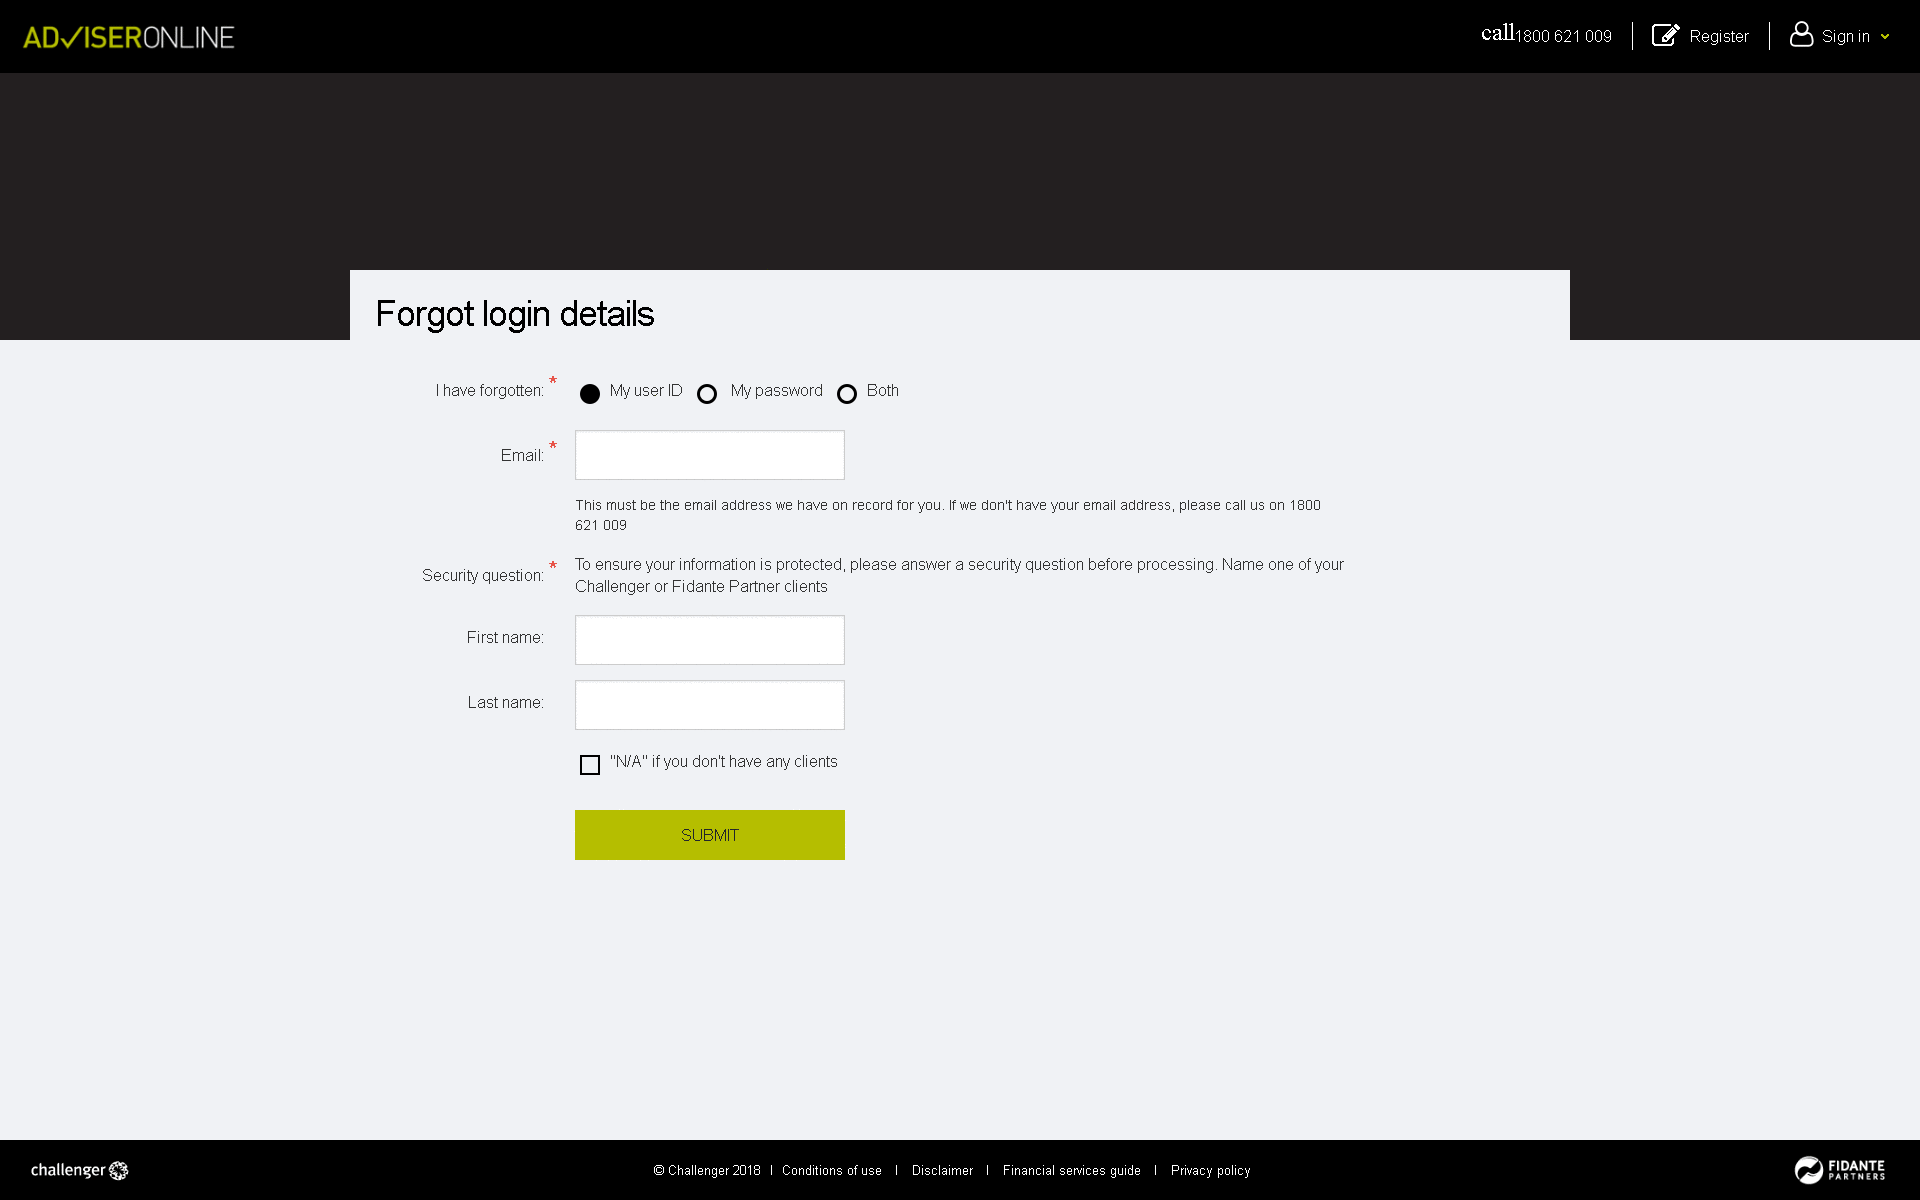 ADVISERONLINE
call 1800 621 009
Register
Sign in
Forgot login details
I have forgotten: *
My user ID
My password
Both
Email: *
This must be the email address we have on record for you. If we don't have your email address, please call us on 1800
621 009
Security question: *
To ensure your information is protected, please answer a security question before processing. Name one of your
Challenger or Fidante Partner clients
First name:
Last name:
"N/A" if you don't have any clients
SUBMIT
challenger
© Challenger 2018 | Conditions of use | Disclaimer | Financial services guide | Privacy policy
FIDANTE
PARTNERS